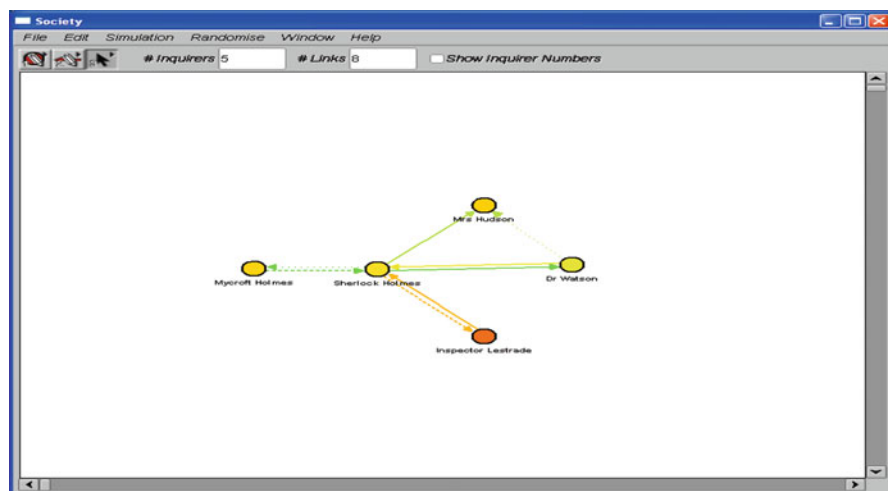 Society
File Edit Simulation Randomise Window Help
# Inquirers 5 # Links 8 Show Inquirer Numbers
Mrs Hudson
Mycroft Holmes Sherlock Holmes Dr Watson
Inspector Lestrade